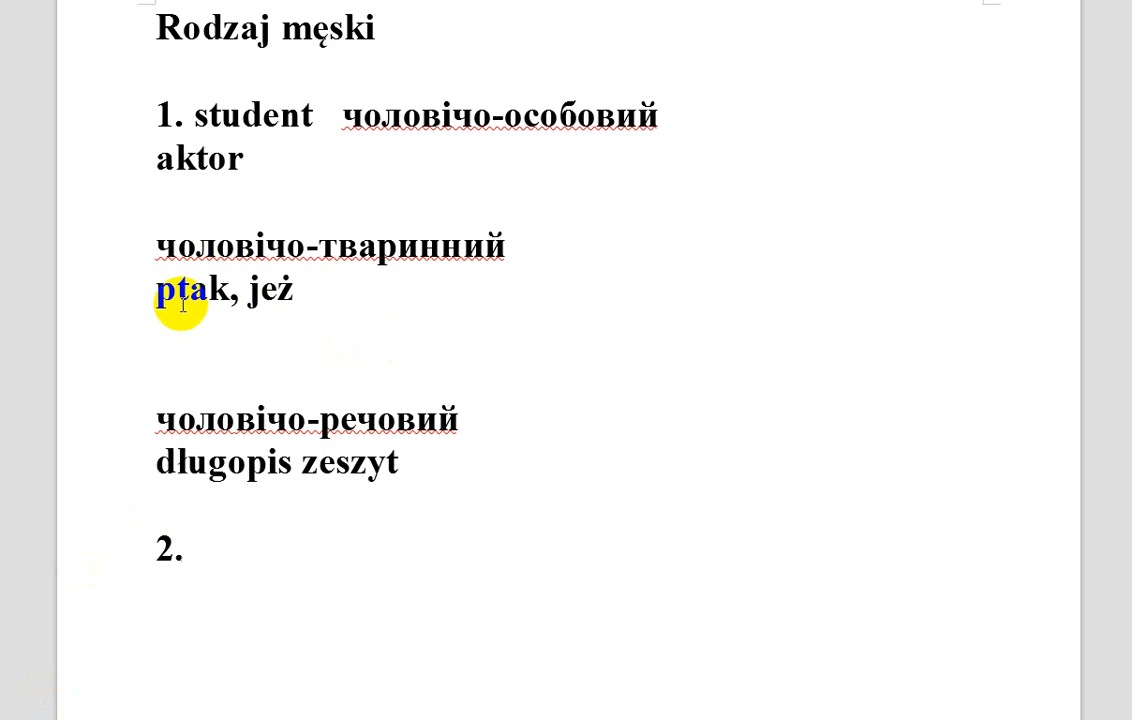 Rodzaj męski
1. student чоловічо-особовий
aktor
чоловічо-тваринний
ptak, jeż
чоловічо-речовий
długopis zeszyt
2.